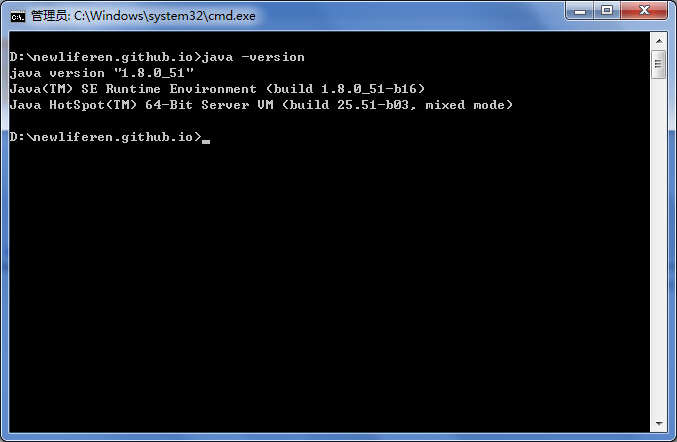 管理员: C:\Windows\system32\cmd.exe
D:\newliferen.github.io>java -version
java version "1.8.0_51"
Java(TM) SE Runtime Environment (build 1.8.0_51-b16)
Java HotSpot(TM) 64-Bit Server VM (build 25.51-b03, mixed mode)
D:\newliferen.github.io>